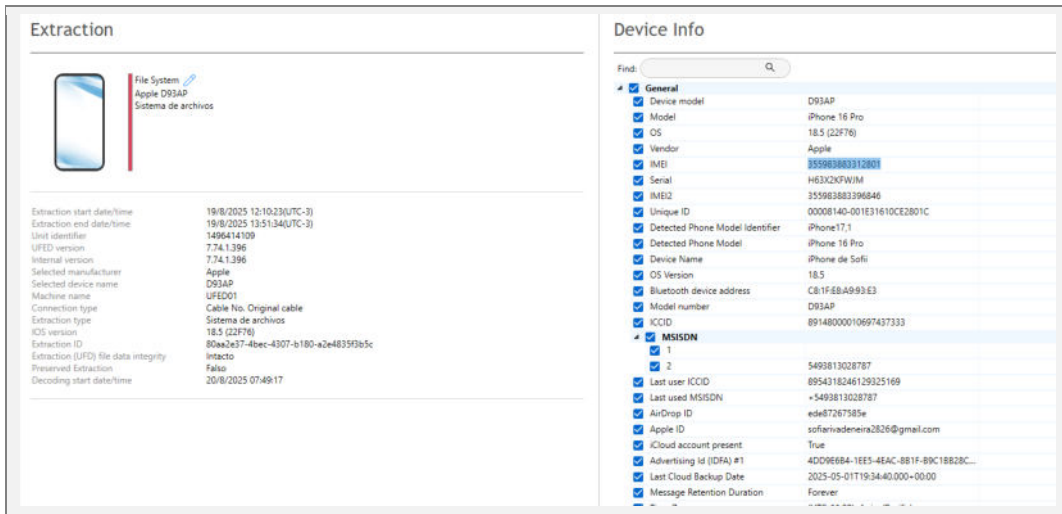 Extraction
File System
Apple D93AP
Sistema de archivos
Extraction start date/time 19/8/2025 12:10:23(UTC-3)
Extraction end date/time 19/8/2025 13:51:34(UTC-3)
Unit identifier 1496414109
UFED version 7.74.1.396
Internal version 7.74.1.396
Selected manufacturer Apple
Selected device name D93AP
Machine name UFED01
Connection type Cable No. Original cable
Extraction type Sistema de archivos
IOS version 18.5 (22F76)
Extraction ID 80aa2e37-4bec-4307-b180-a2e4835f3b5c
Extraction (UFD) file data integrity Intacto
Preserved Extraction Falso
Decoding start date/time 20/8/2025 07:49:17
Device Info
Find:
General
Device model D93AP
Model iPhone 16 Pro
OS 18.5 (22F76)
Vendor Apple
IMEI 355983883312801
Serial H63X2KFWJM
IMEI2 355983883396846
Unique ID 00008140-001E31610CE2801C
Detected Phone Model Identifier iPhone17,1
Detected Phone Model iPhone 16 Pro
Device Name iPhone de Sofii
OS Version 18.5
Bluetooth device address C8:1F:E8:A9:93:E3
Model number D93AP
ICCID 89148000010697437333
MSISDN
1
2 5493813028787
Last user ICCID 8954318246129325169
Last used MSISDN +5493813028787
AirDrop ID ede87267585e
Apple ID sofiarivadeneira2826@gmail.com
iCloud account present True
Advertising Id (IDFA) #1 4DD9E6B4-1EE5-4EAC-8B1F-B9C1BB28C...
Last Cloud Backup Date 2025-05-01T19:34:40.000+00:00
Message Retention Duration Forever